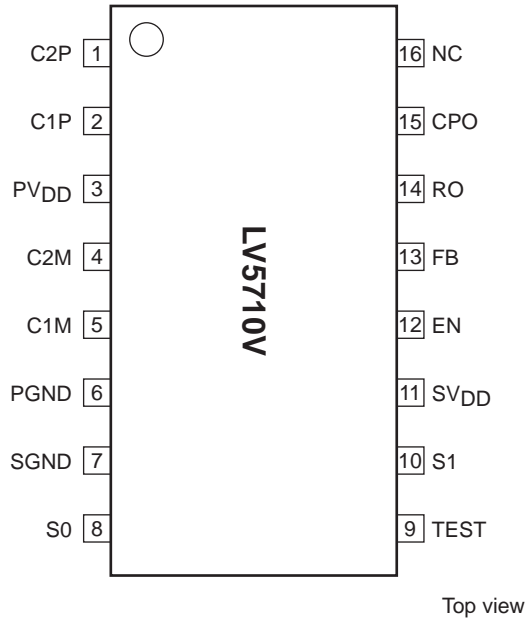 C2P 1 16 NC
C1P 2 15 CPO
PVDD 3 14 RO
C2M 4 13 FB
C1M 5 12 EN
PGND 6 11 SVDD
SGND 7 10 S1
S0 8 9 TEST
LV5710V
Top view